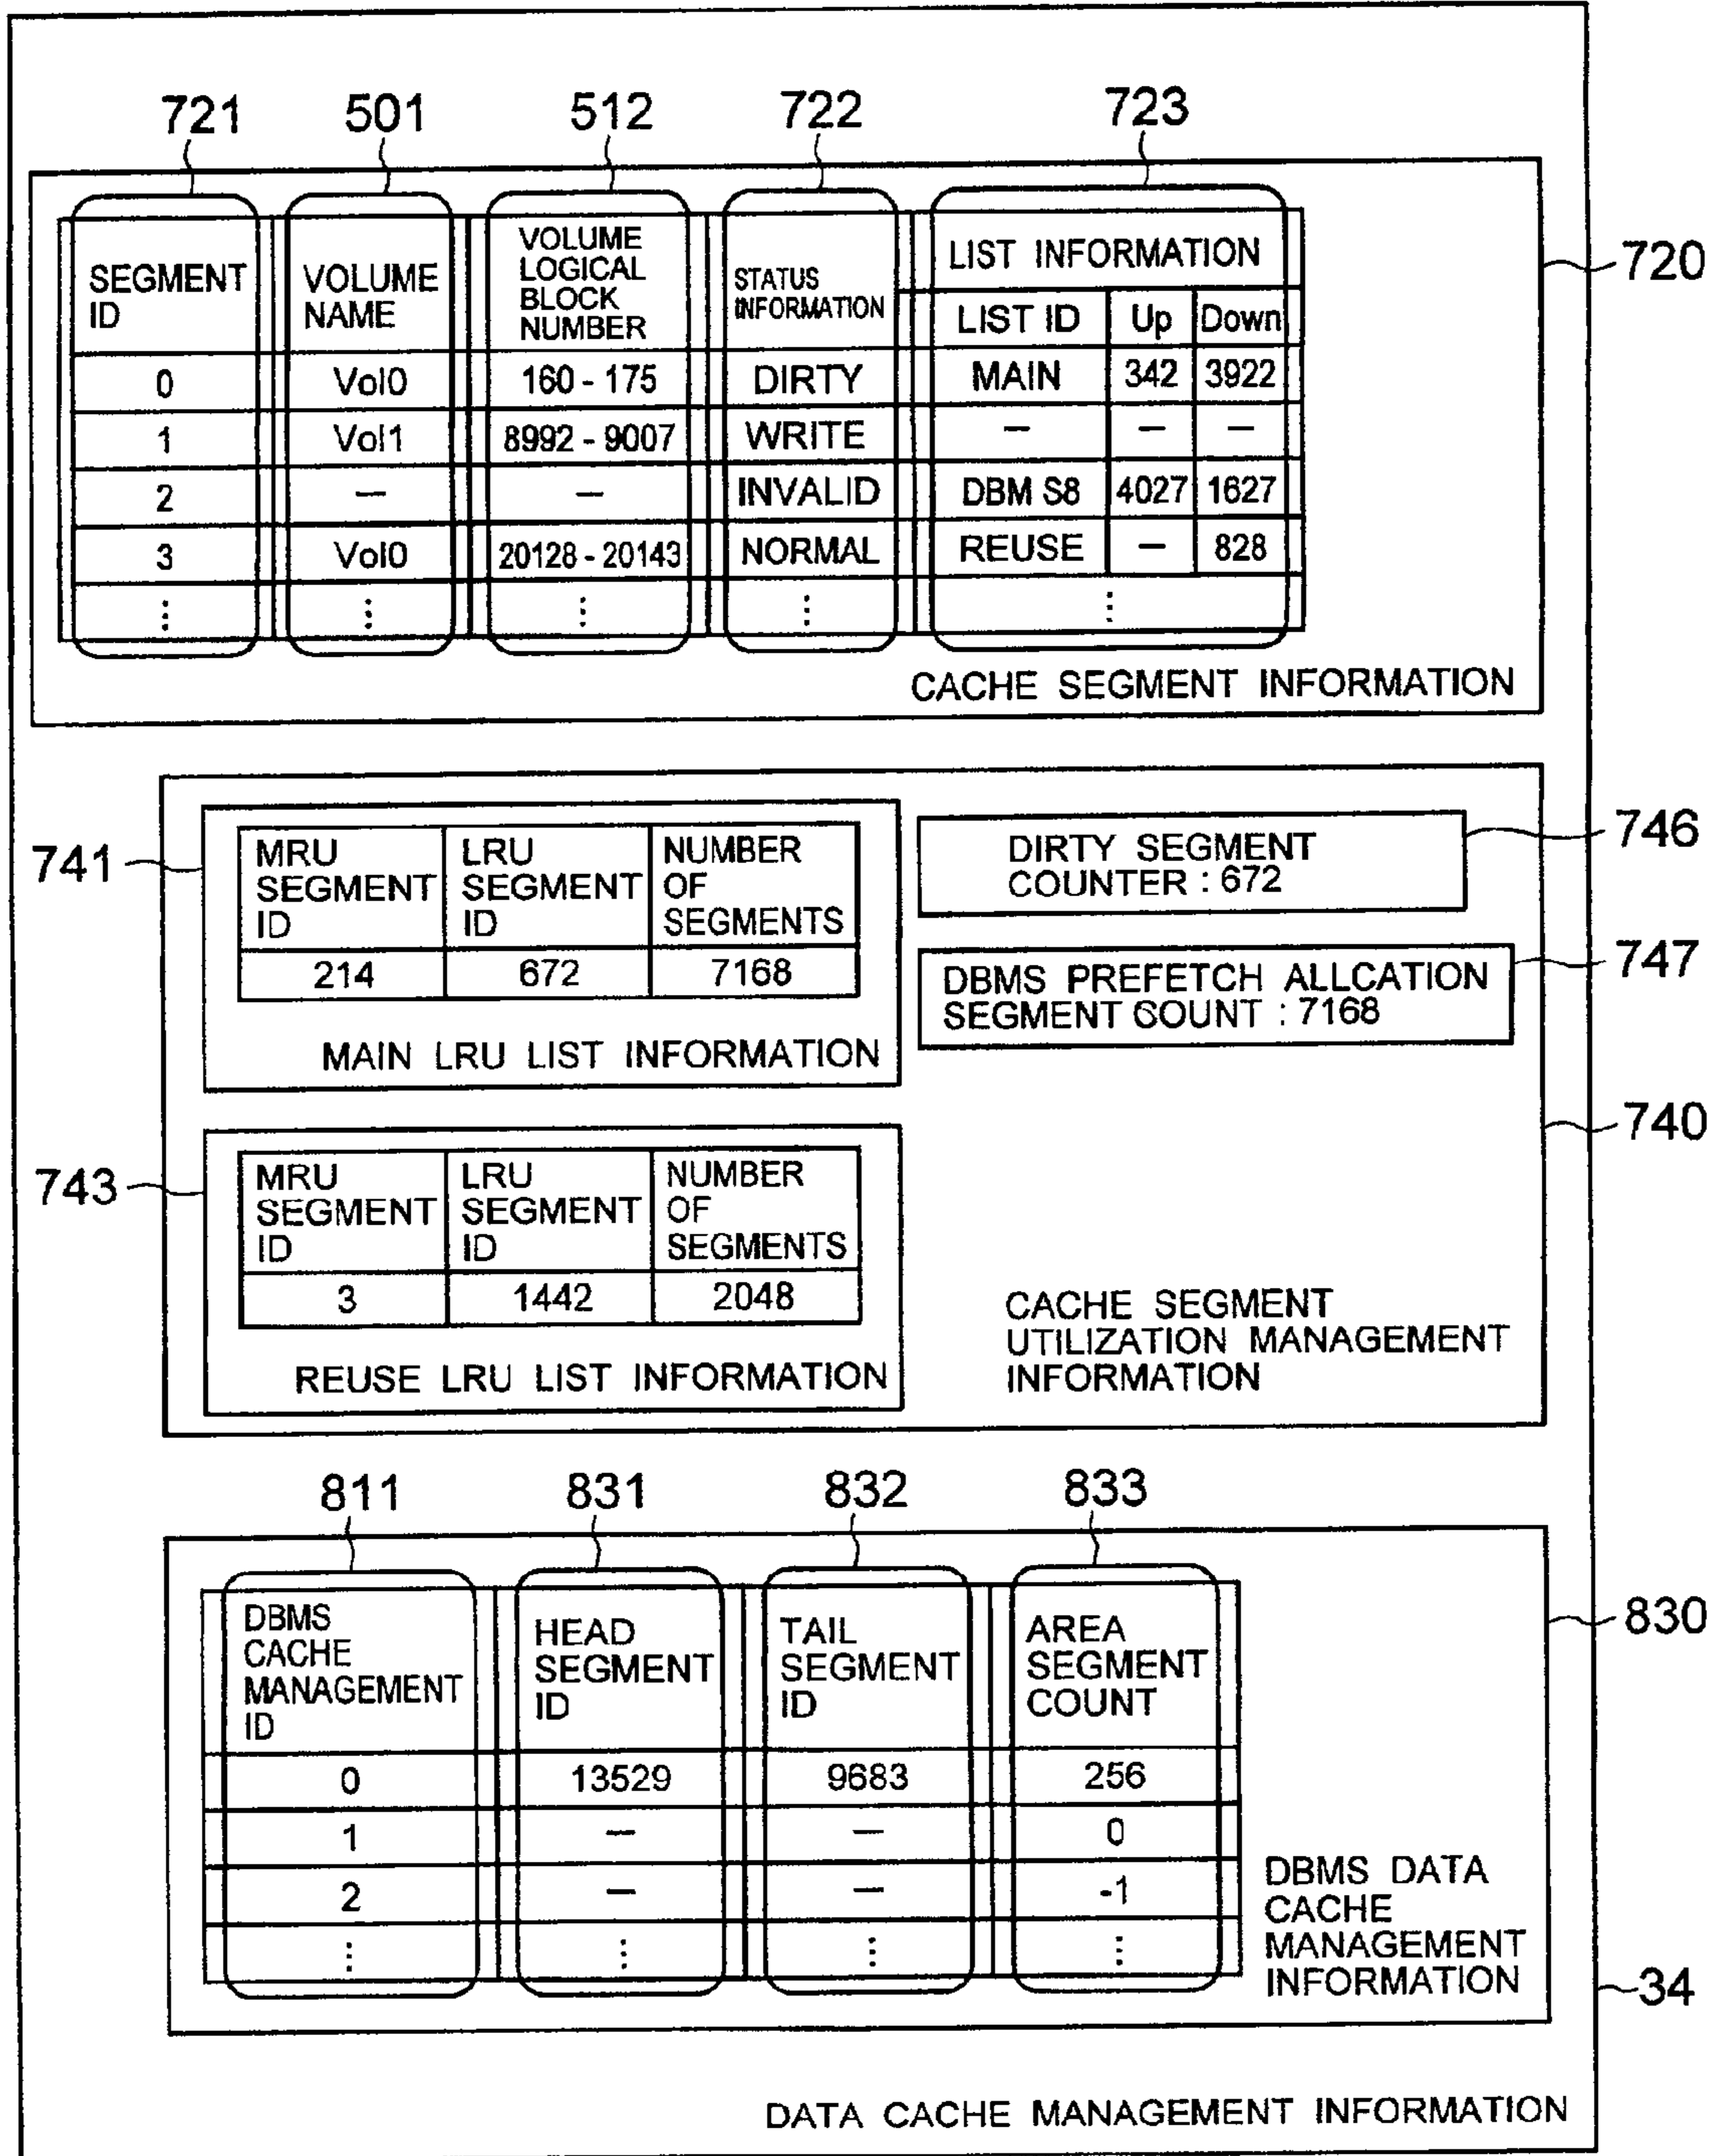 721 501 512 722 723
SEGMENT ID VOLUME NAME VOLUME LOGICAL BLOCK NUMBER STATUS INFORMATION LIST INFORMATION
LIST ID Up Down
0 Vol0 160 - 175 DIRTY MAIN 342 3922
1 Vol1 8992 - 9007 WRITE — — —
2 — — INVALID DBM S8 4027 1627
3 Vol0 20128 - 20143 NORMAL REUSE — 828
⋮ ⋮ ⋮ ⋮ ⋮
CACHE SEGMENT INFORMATION
720
741
MRU SEGMENT ID LRU SEGMENT ID NUMBER OF SEGMENTS
214 672 7168
MAIN LRU LIST INFORMATION
DIRTY SEGMENT
COUNTER : 672
746
DBMS PREFETCH ALLCATION
SEGMENT COUNT : 7168
747
740
743
MRU SEGMENT ID LRU SEGMENT ID NUMBER OF SEGMENTS
3 1442 2048
REUSE LRU LIST INFORMATION
CACHE SEGMENT
UTILIZATION MANAGEMENT
INFORMATION
811 831 832 833
DBMS CACHE MANAGEMENT ID HEAD SEGMENT ID TAIL SEGMENT ID AREA SEGMENT COUNT
0 13529 9683 256
1 — — 0
2 — — -1
⋮ ⋮ ⋮ ⋮
830
DBMS DATA
CACHE
MANAGEMENT
INFORMATION
34
DATA CACHE MANAGEMENT INFORMATION